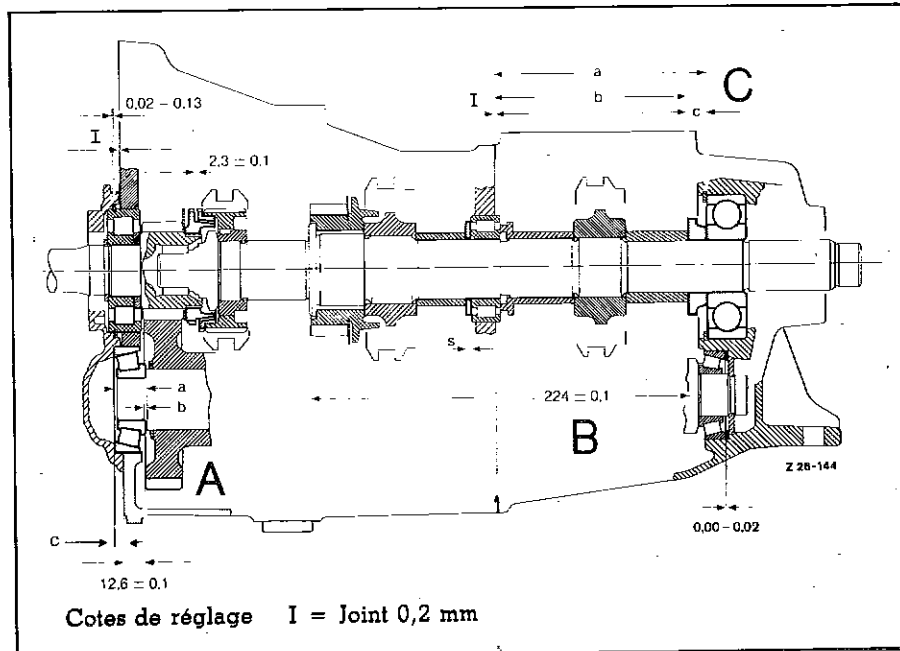 a
C
I
b
0,02 – 0,13
c
I
2,3 ± 0,1
s
a
224 ± 0,1
b
B
A
Z 26-144
0,00 – 0,02
C
12,6 ± 0,1
Cotes de réglage I = Joint 0,2 mm